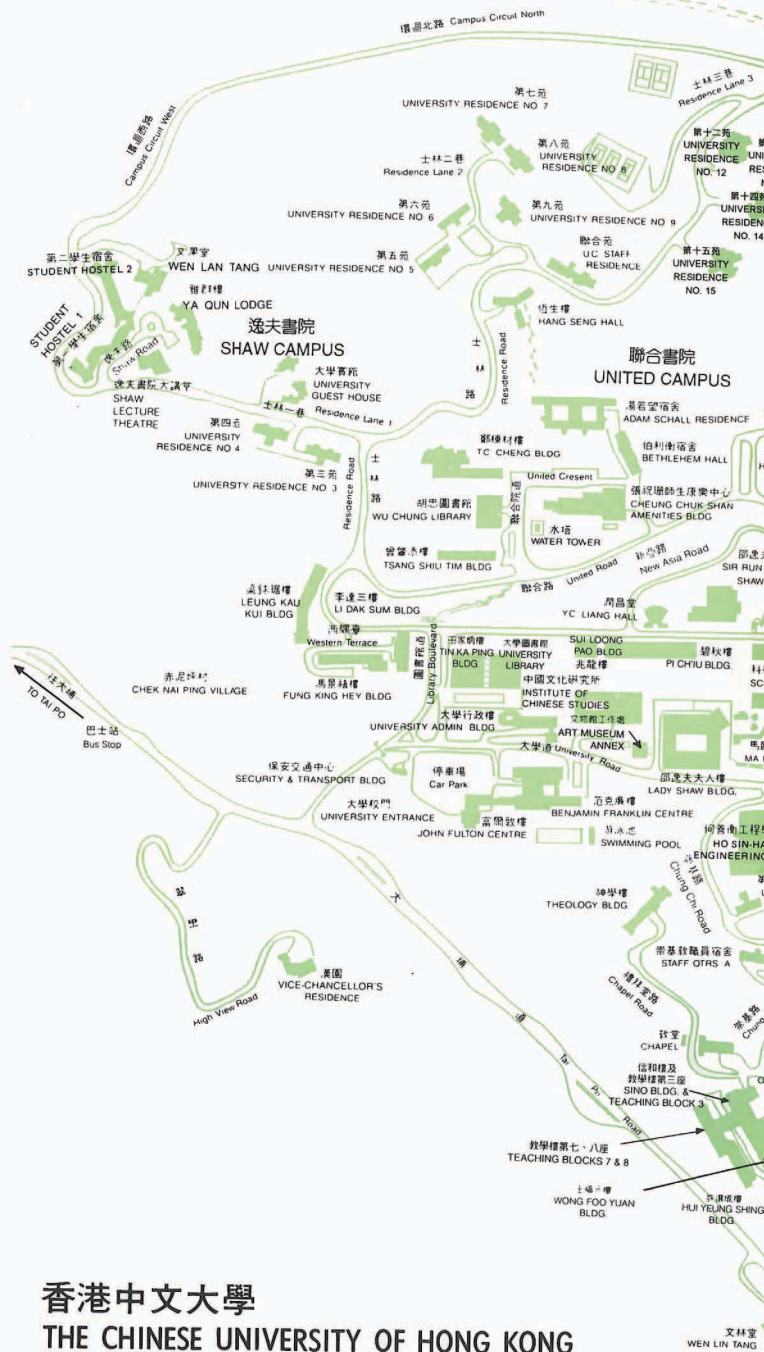 環迴北路 Campus Circuit North
環迴西路
Campus Circuit West
士林三巷
Residence Lane 3
第七苑
UNIVERSITY RESIDENCE NO 7
第八苑
UNIVERSITY
RESIDENCE NO 8
第十二苑
UNIVERSITY
RESIDENCE
NO. 12
士林二巷
Residence Lane 2
第六苑
UNIVERSITY RESIDENCE NO 6
第九苑
UNIVERSITY RESIDENCE NO 9
第十四苑
NO. 14
第二學生宿舍
STUDENT HOSTEL 2
WEN LAN TANG
第五苑
UNIVERSITY RESIDENCE NO 5
聯合苑
U.C STAFF
RESIDENCE
第十五苑
UNIVERSITY
RESIDENCE
NO. 15
雅群樓
YA QUN LODGE
STUDENT
HOSTEL 1
第一學生宿舍
逸夫路
Shaw Road
逸夫書院
SHAW CAMPUS
恆生樓
HANG SENG HALL
士林路
Residence Road
聯合書院
UNITED CAMPUS
大學賓館
UNIVERSITY
GUEST HOUSE
逸夫書院大講堂
SHAW
LECTURE
THEATRE
士林一巷 Residence Lane 1
湯若望宿舍
ADAM SCHALL RESIDENCE
第四苑
UNIVERSITY
RESIDENCE NO 4
第三苑
UNIVERSITY RESIDENCE NO 3
士林路
Residence Road
鄭棟材樓
TC CHENG BLDG
伯利衡宿舍
BETHLEHEM HALL
United Cresent
聯合院道
胡忠圖書館
WU CHUNG LIBRARY
張祝珊師生康樂中心
CHEUNG CHUK SHAN
AMENITIES BLDG
水塔
WATER TOWER
曾肇添樓
TSANG SHIU TIM BLDG
聯合路 United Road
新亞路
New Asia Road
SIR RUN
SHAW
梁銶琚樓
LEUNG KAU
KUI BLDG
李達三樓
LI DAK SUM BLDG
潤昌堂
YC LIANG HALL
Western Terrace
圖書館道
Library Boulevard
田家炳樓
TIN KA PING
BLDG
大學圖書館
UNIVERSITY
LIBRARY
SUI LOONG
PAO BLDG
兆龍樓
碧秋樓
PI CHIU BLDG.
馬景禧樓
FUNG KING HEY BLDG
中國文化研究所
INSTITUTE OF
CHINESE STUDIES
往大埔
TO TAI PO
赤泥坪村
CHEK NAI PING VILLAGE
大學行政樓
UNIVERSITY ADMIN BLDG
文物館工作處
ART MUSEUM
ANNEX
巴士站
Bus Stop
大學道 University Road
保安交通中心
SECURITY & TRANSPORT BLDG
停車場
Car Park
邵逸夫夫人樓
LADY SHAW BLDG.
大學校門
UNIVERSITY ENTRANCE
范克廉樓
BENJAMIN FRANKLIN CENTRE
富爾敦樓
JOHN FULTON CENTRE
游泳池
SWIMMING POOL
HO SIN-HA
ENGINEERING
Chung Chi Road
神學樓
THEOLOGY BLDG
崇基教職員宿舍
STAFF QTRS A
High View Road
漢園
VICE-CHANCELLOR'S
RESIDENCE
禮拜堂路
Chapel Road
崇基路
Chung
教堂
CHAPEL
大埔道
Tai Po Road
信和樓及
教學樓第三座
SINO BLDG. &
TEACHING BLOCK 3
教學樓第七、八座
TEACHING BLOCKS 7 & 8
WONG FOO YUAN
BLDG
HUI YEUNG SHING
BLDG
文林堂
WEN LIN TANG
香港中文大學
THE CHINESE UNIVERSITY OF HONG KONG